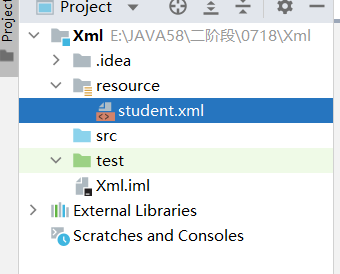 Project
Project
Xml E:\JAVA58\二阶段\0718\Xml
.idea
resource
student.xml
src
test
Xml.iml
External Libraries
Scratches and Consoles